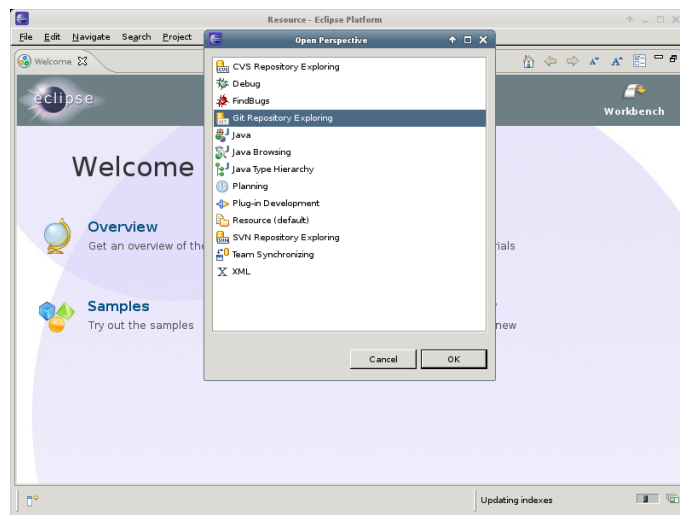 Resource - Eclipse Platform
File Edit Navigate Search Project
Open Perspective
Welcome
eclipse
Workbench
CVS Repository Exploring
Debug
FindBugs
Git Repository Exploring
Java
Java Browsing
Java Type Hierarchy
Planning
Plug-in Development
Resource (default)
SVN Repository Exploring
Team Synchronizing
XML
Welcome
Overview
Get an overview of the
rials
Samples
Try out the samples
new
Cancel
OK
Updating indexes